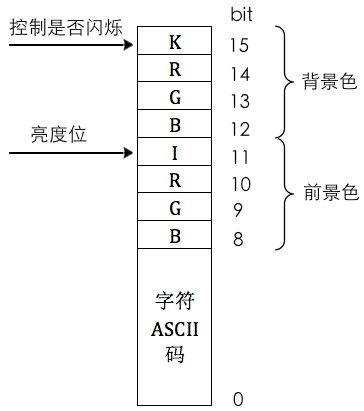 bit
控制是否闪烁
K 15
R 14
G 13
背景色
B 12
亮度位
I 11
R 10
前景色
G 9
B 8
字符
ASCII
码
0